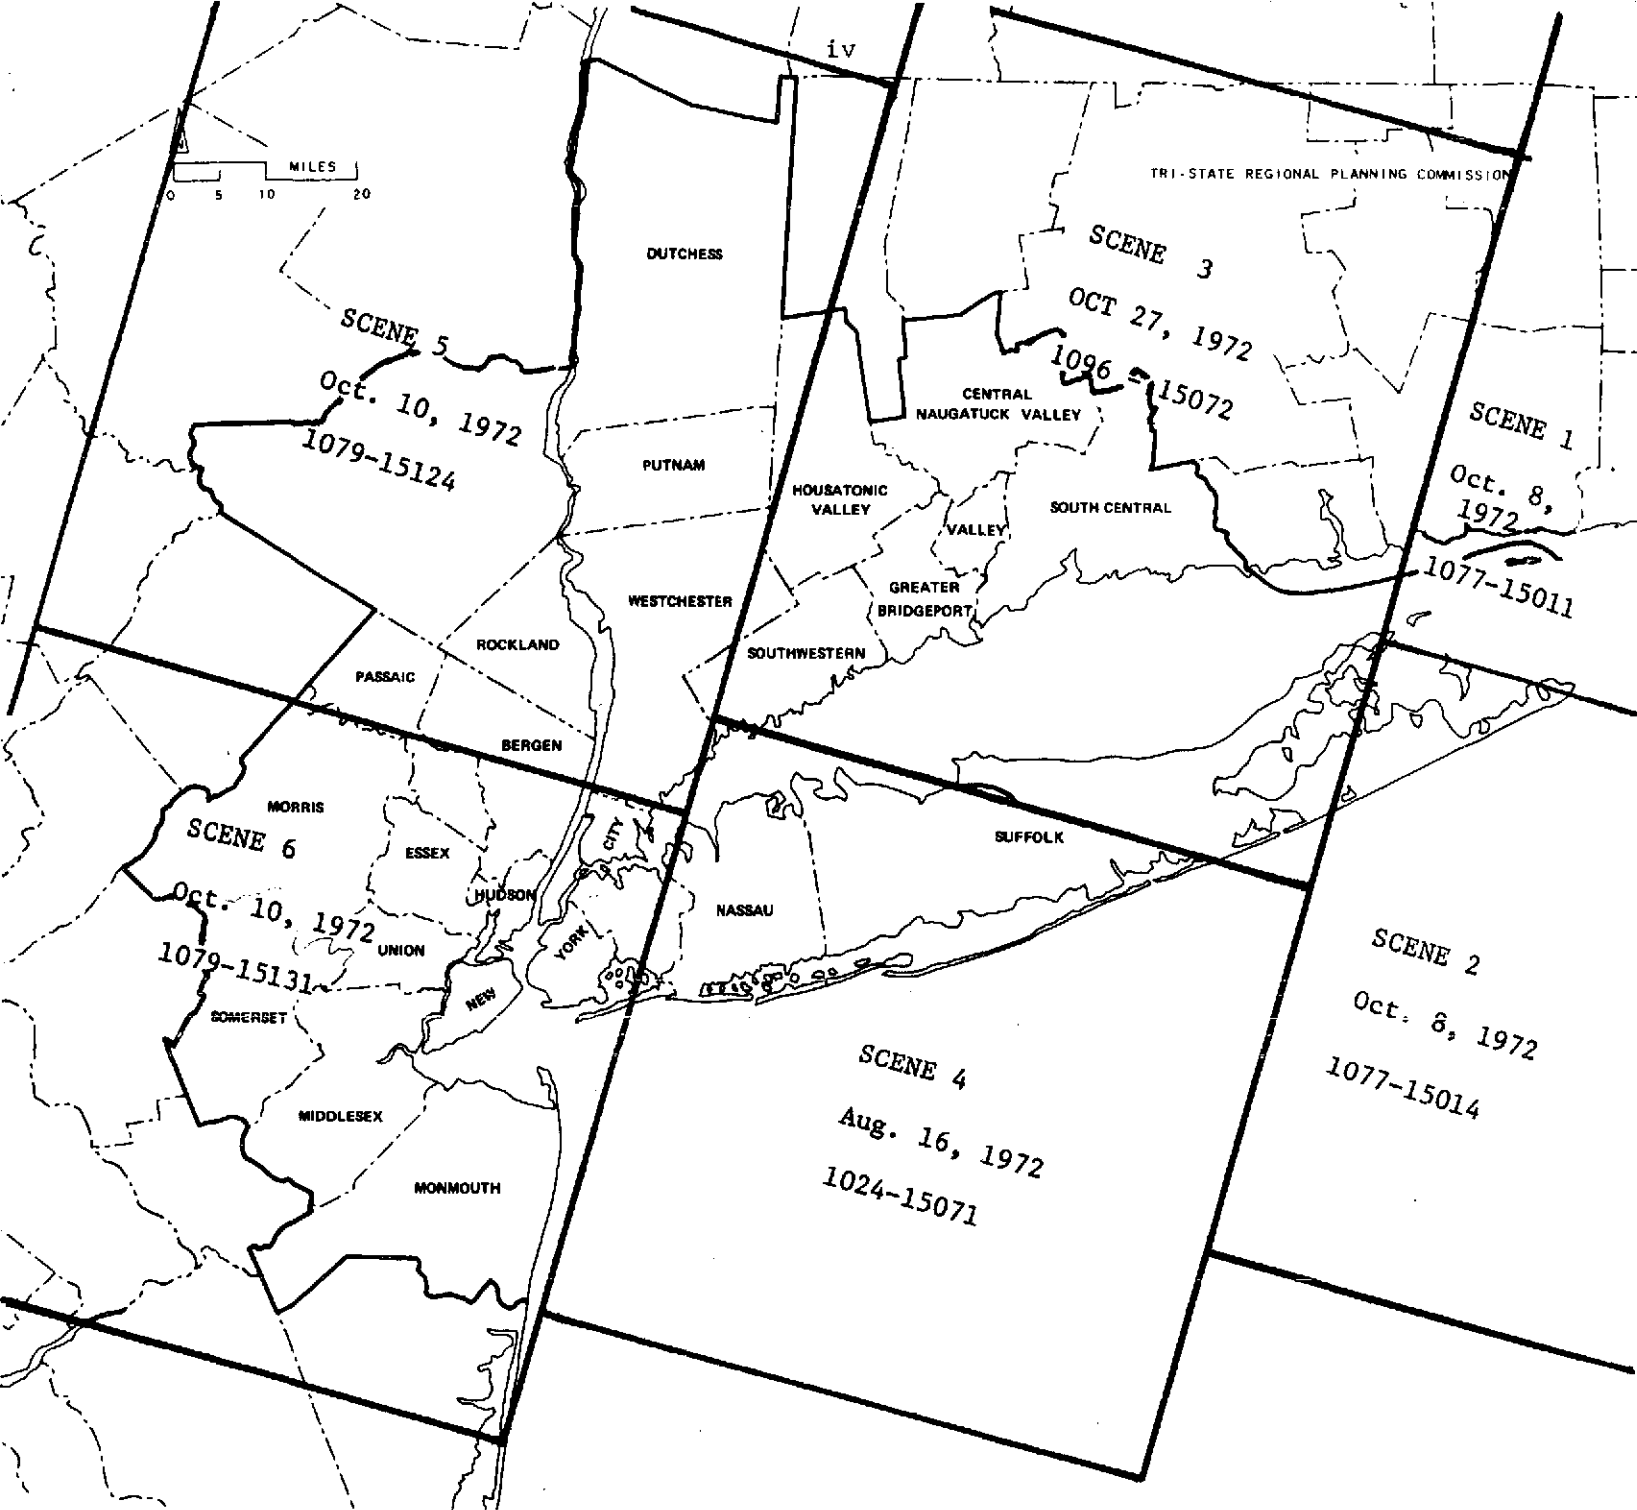 iv
MILES
0 5 10 20
TRI-STATE REGIONAL PLANNING COMMISSION
DUTCHESS
SCENE 3
OCT 27, 1972
1096 - 15072
SCENE 5
Oct. 10, 1972
1079-15124
CENTRAL
NAUGATUCK VALLEY
SCENE 1
Oct. 8,
1972
1077-15011
PUTNAM
HOUSATONIC
VALLEY
VALLEY
SOUTH CENTRAL
GREATER
BRIDGEPORT
WESTCHESTER
ROCKLAND
SOUTHWESTERN
PASSAIC
BERGEN
MORRIS
SCENE 6
Oct. 10, 1972
1079-15131
ESSEX
HUDSON
CITY
SUFFOLK
NASSAU
UNION
YORK
NEW
SOMERSET
SCENE 2
Oct. 8, 1972
1077-15014
SCENE 4
Aug. 16, 1972
1024-15071
MIDDLESEX
MONMOUTH